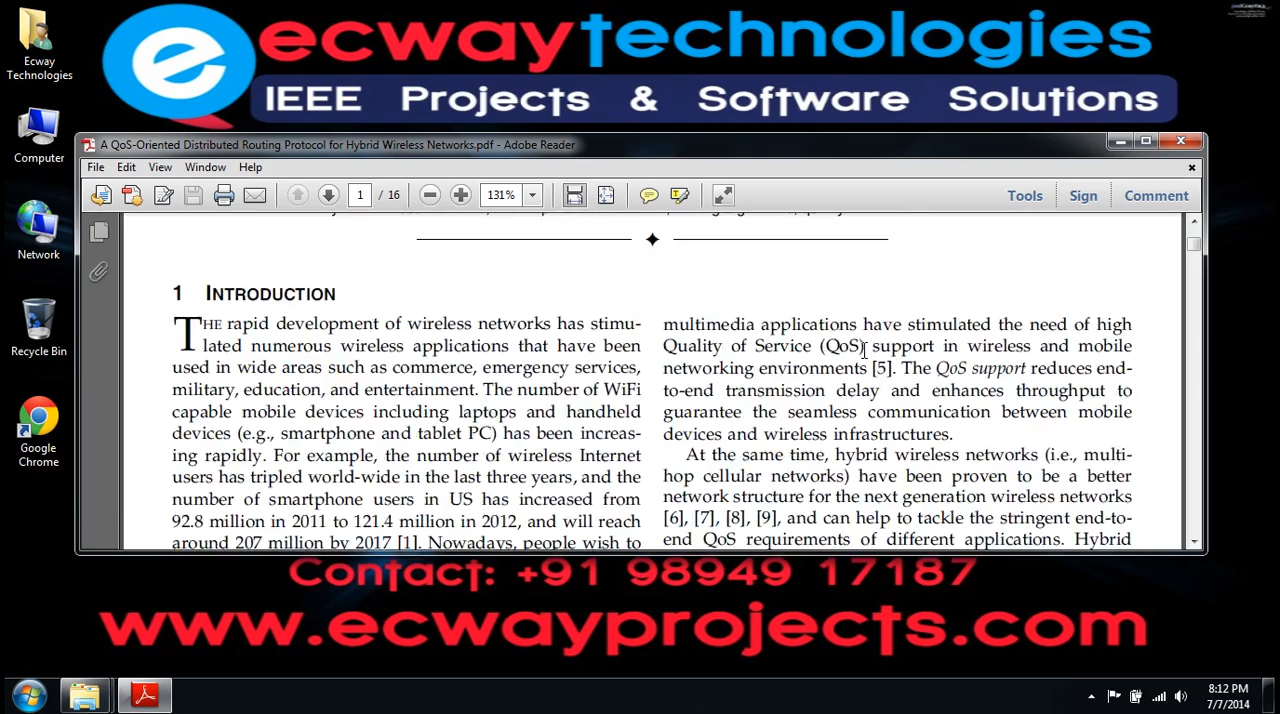 ecwaytechnologies
IEEE Projects & Software Solutions
Ecway
Technologies
Computer
Network
Recycle Bin
Google
Chrome
A QoS-Oriented Distributed Routing Protocol for Hybrid Wireless Networks.pdf - Adobe Reader
File Edit View Window Help
1 / 16 131% Tools Sign Comment
1 INTRODUCTION
THE rapid development of wireless networks has stimu-
lated numerous wireless applications that have been
used in wide areas such as commerce, emergency services,
military, education, and entertainment. The number of WiFi
capable mobile devices including laptops and handheld
devices (e.g., smartphone and tablet PC) has been increas-
ing rapidly. For example, the number of wireless Internet
users has tripled world-wide in the last three years, and the
number of smartphone users in US has increased from
92.8 million in 2011 to 121.4 million in 2012, and will reach
around 207 million by 2017 [1]. Nowadays, people wish to
multimedia applications have stimulated the need of high
Quality of Service (QoS) support in wireless and mobile
networking environments [5]. The QoS support reduces end-
to-end transmission delay and enhances throughput to
guarantee the seamless communication between mobile
devices and wireless infrastructures.
At the same time, hybrid wireless networks (i.e., multi-
hop cellular networks) have been proven to be a better
network structure for the next generation wireless networks
[6], [7], [8], [9], and can help to tackle the stringent end-to-
end QoS requirements of different applications. Hybrid
Contact: +91 98949 17187
www.ecwayprojects.com
8:12 PM
7/7/2014